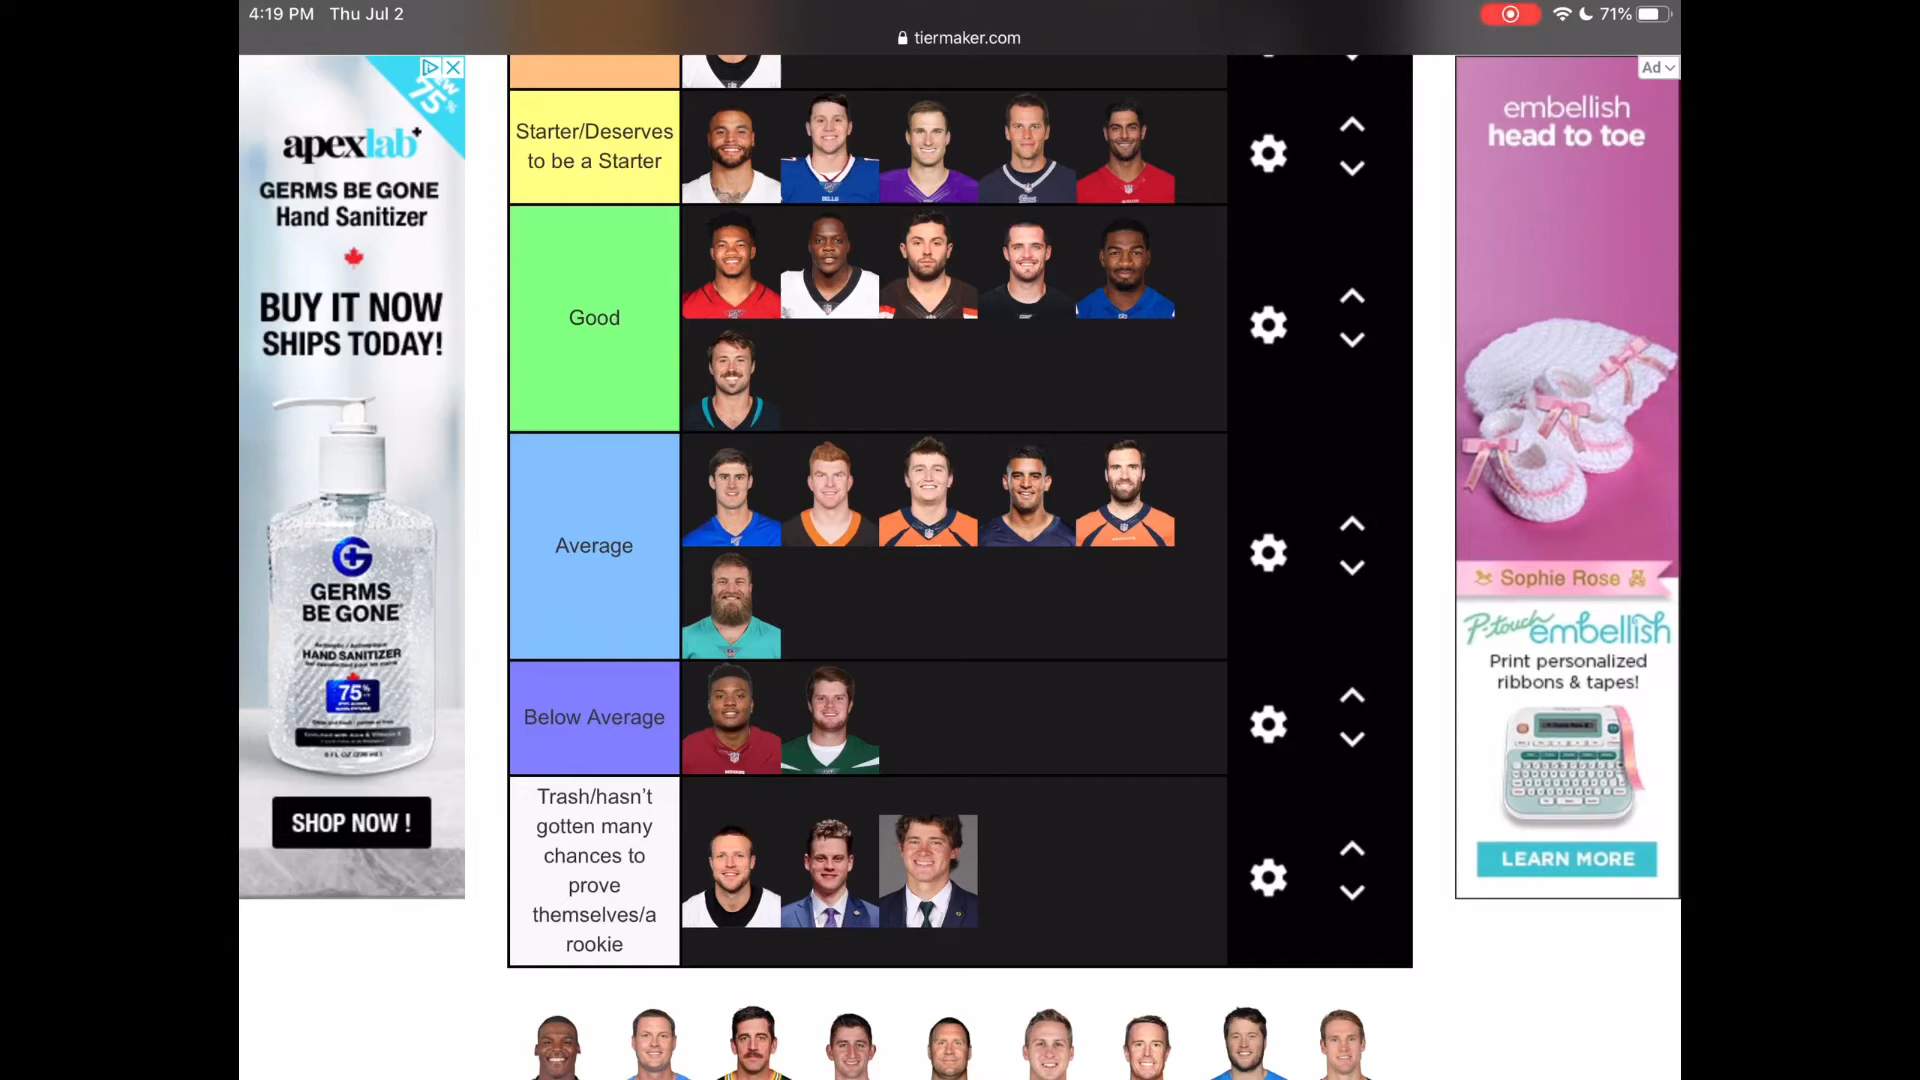 4:19 PM Thu Jul 2
71%
tiermaker.com
75%
apexlab+
GERMS BE GONE
Hand Sanitizer
BUY IT NOW
SHIPS TODAY!
GERMS
BE GONE
HAND SANITIZER
75%
SHOP NOW !
Starter/Deserves
to be a Starter
BILLS
Good
Average
Below Average
Trash/hasn't
gotten many
chances to
prove
themselves/a
rookie
Ad
embellish
head to toe
Sophie Rose
P-touch embellish
Print personalized
ribbons & tapes!
LEARN MORE